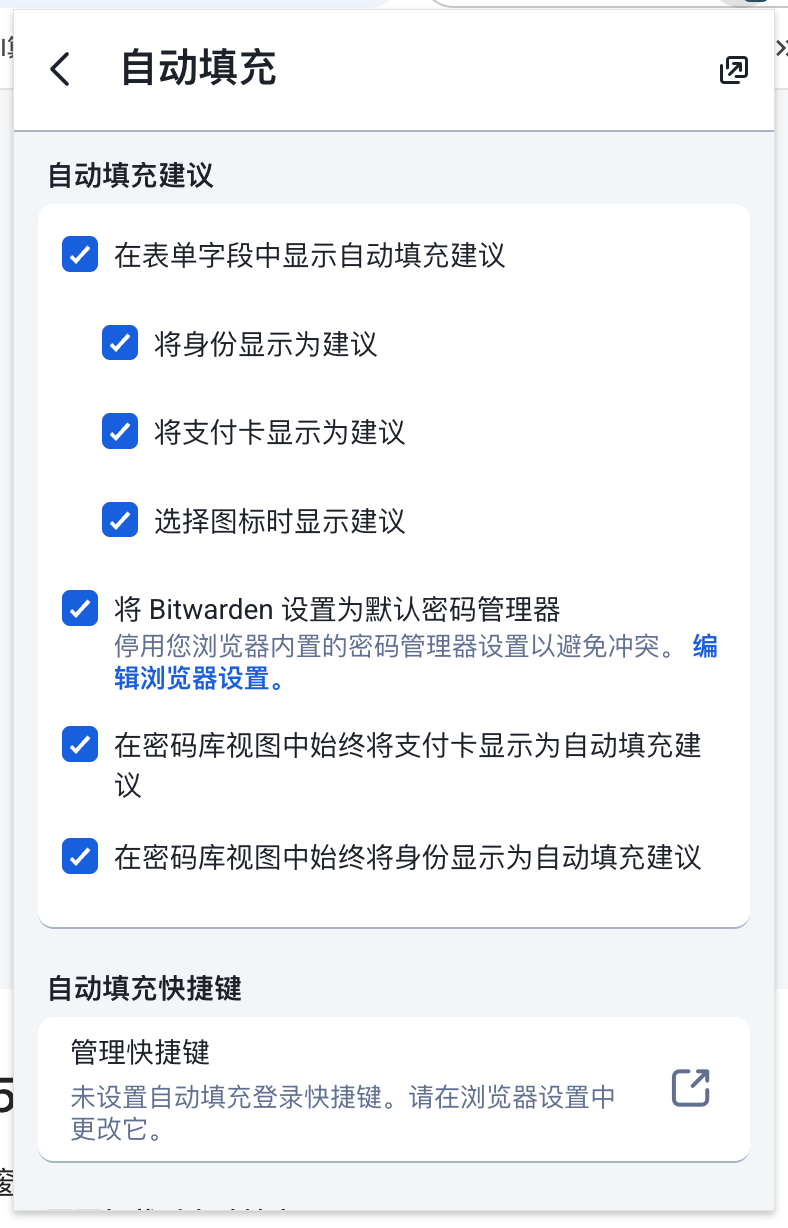 自动填充
自动填充建议
在表单字段中显示自动填充建议
将身份显示为建议
将支付卡显示为建议
选择图标时显示建议
将 Bitwarden 设置为默认密码管理器
停用您浏览器内置的密码管理器设置以避免冲突。 编
辑浏览器设置。
在密码库视图中始终将支付卡显示为自动填充建
议
在密码库视图中始终将身份显示为自动填充建议
自动填充快捷键
管理快捷键
未设置自动填充登录快捷键。请在浏览器设置中
更改它。